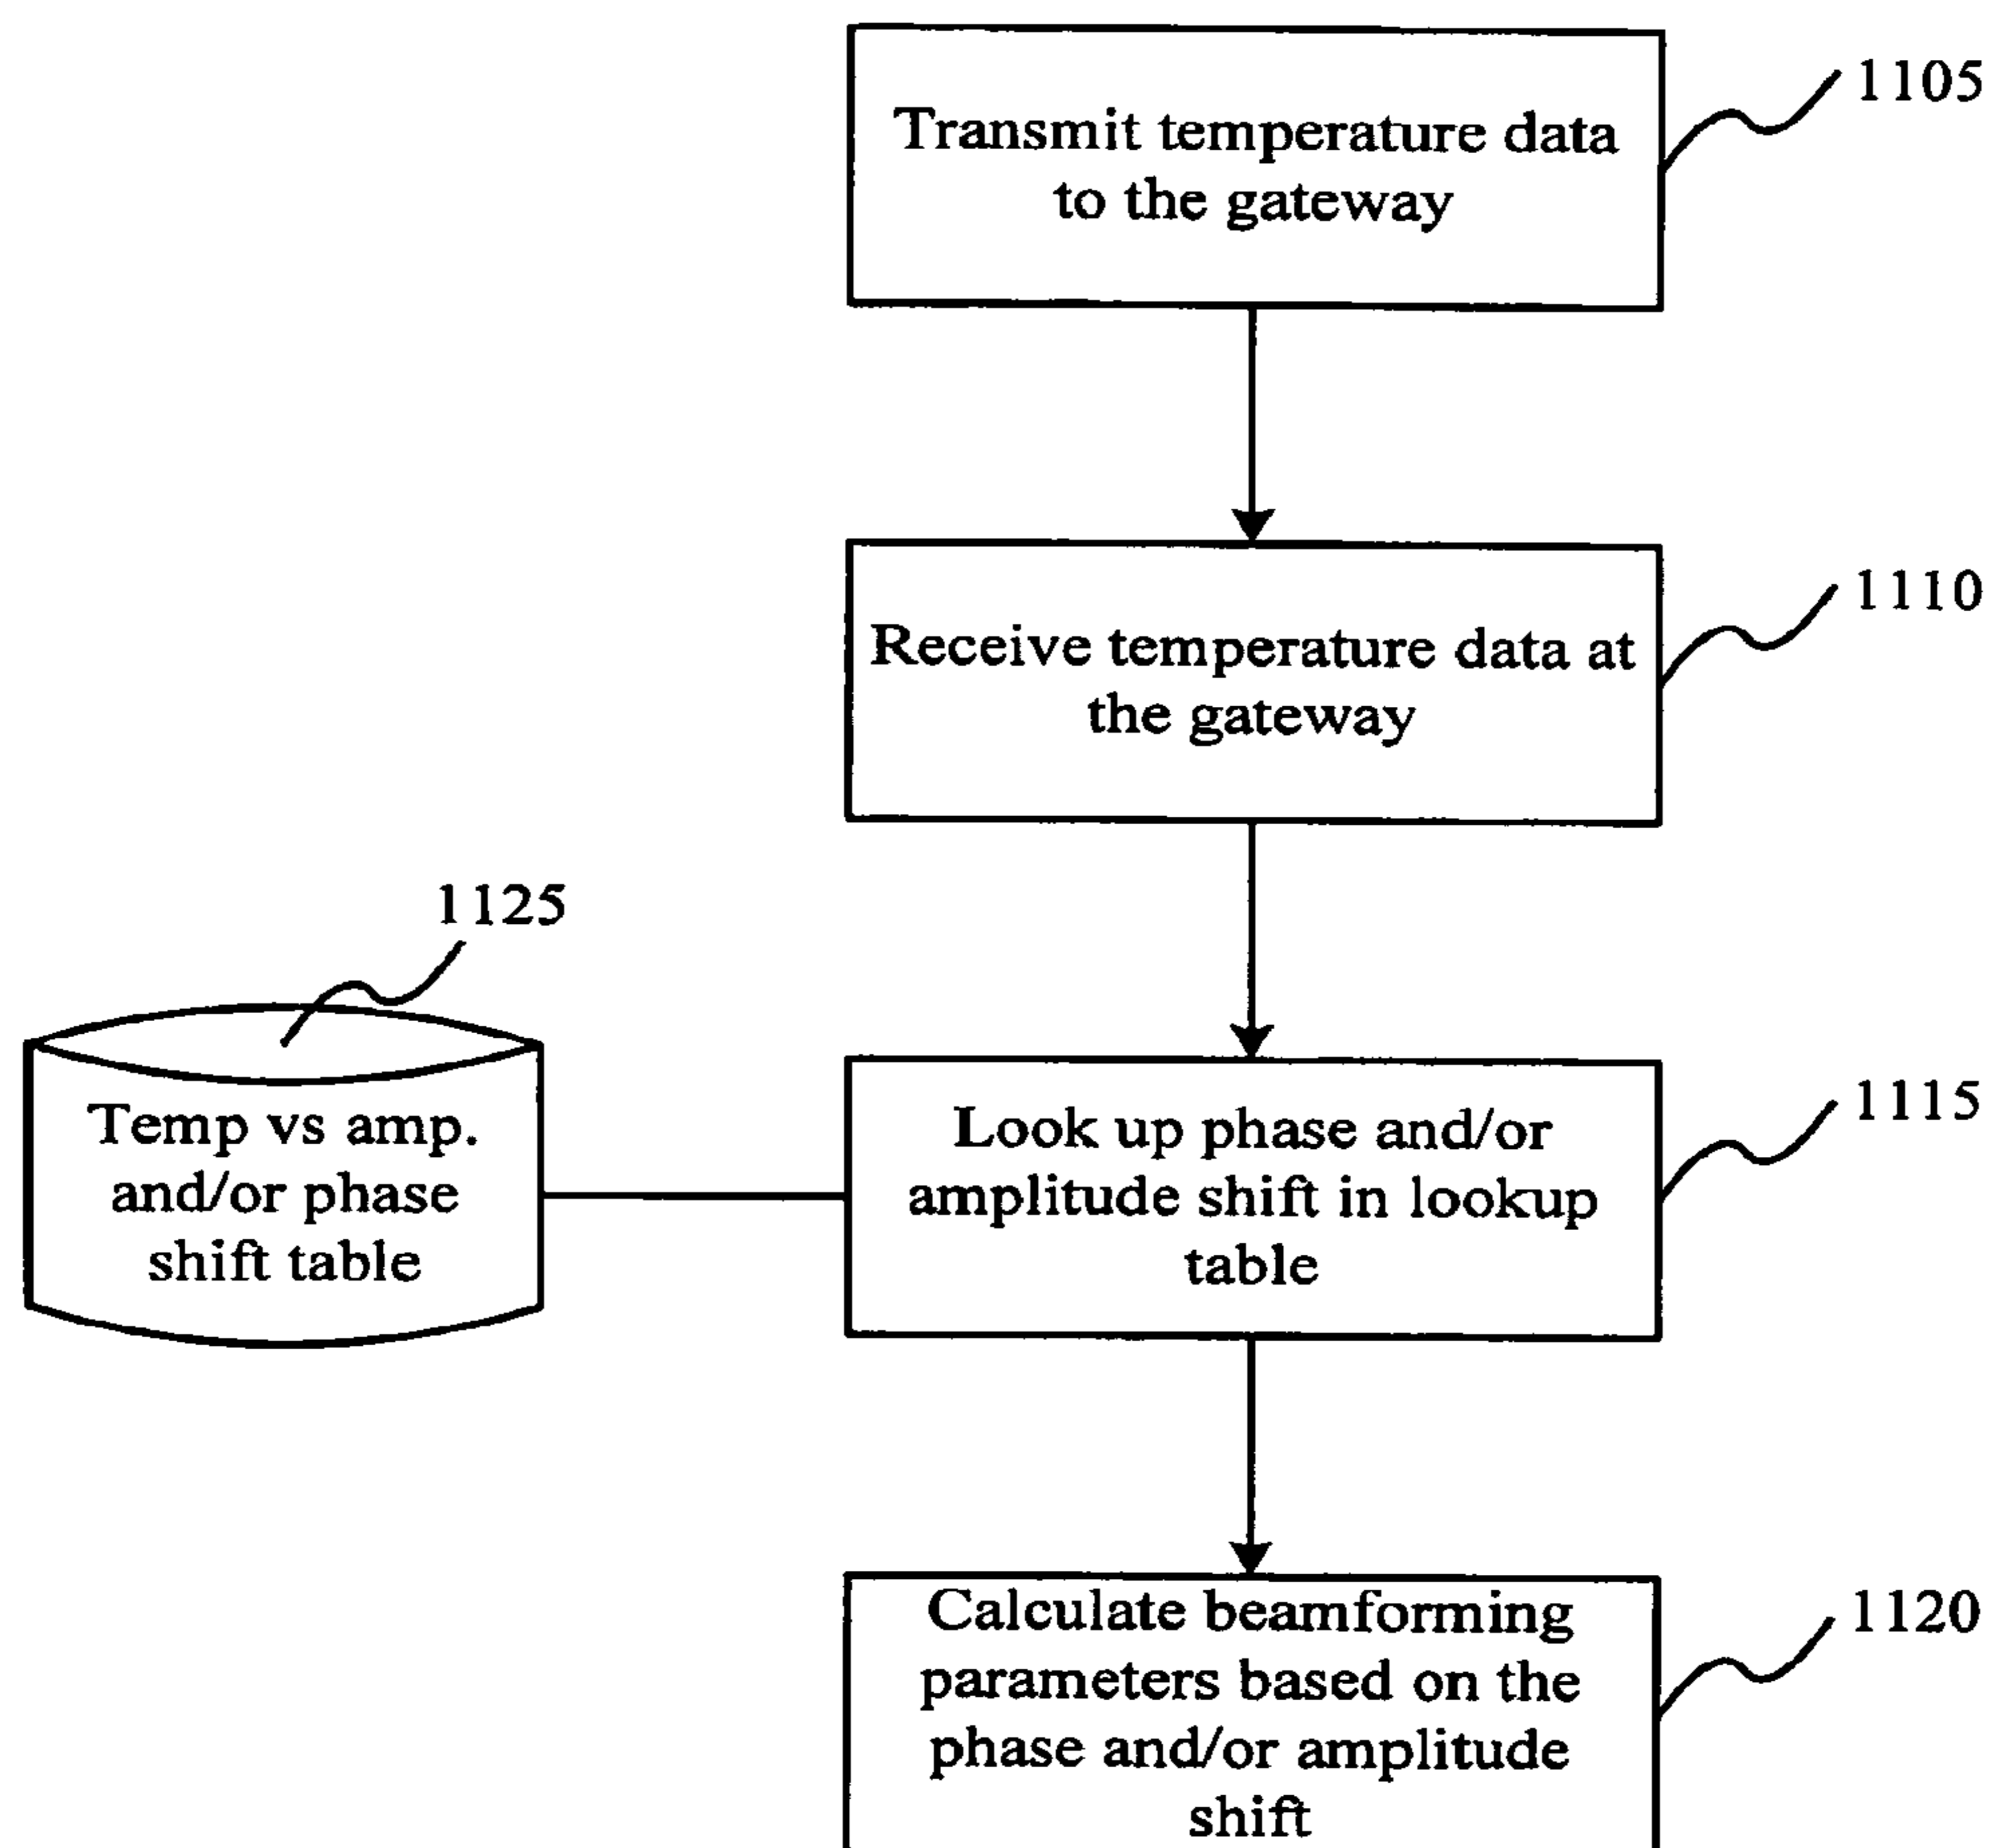 Transmit temperature data
to the gateway
1105
Receive temperature data at
the gateway
1110
1125
Temp vs amp.
and/or phase
shift table
Look up phase and/or
amplitude shift in lookup
table
1115
Calculate beamforming
parameters based on the
phase and/or amplitude
shift
1120